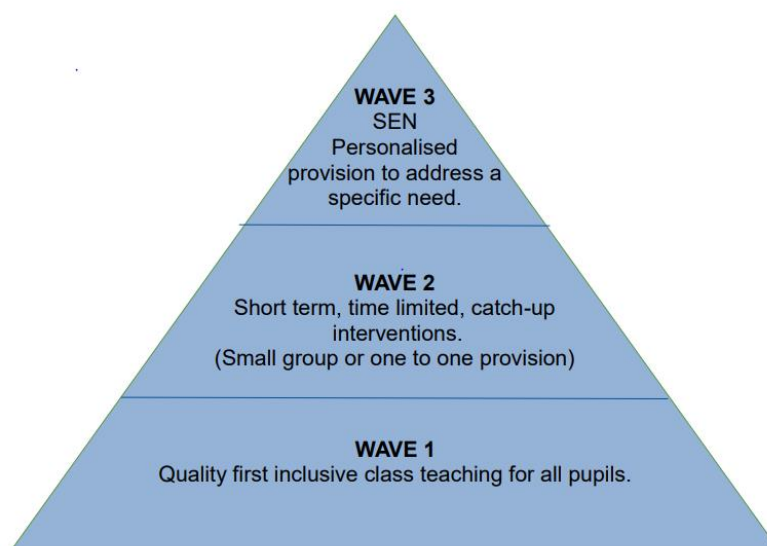 WAVE 3
SEN
Personalised
provision to address a
specific need.
WAVE 2
Short term, time limited, catch-up
interventions.
(Small group or one to one provision)
WAVE 1
Quality first inclusive class teaching for all pupils.